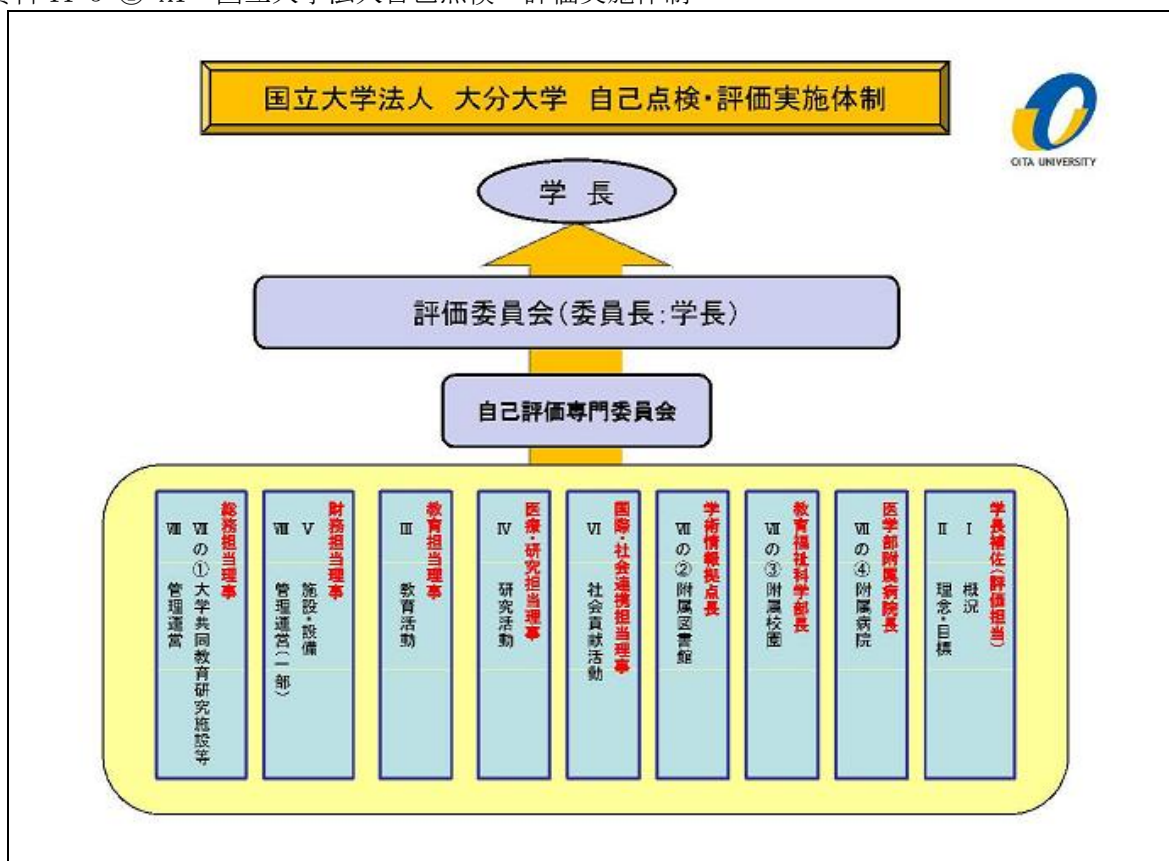 国立大学法人 大分大学 自己点検・評価実施体制
OITA UNIVERSITY
学 長
評価委員会(委員長:学長)
自己評価専門委員会
学長補佐(評価担当)
Ⅰ 概況
Ⅱ 理念・目標
医学部附属病院長
Ⅶの④附属病院
教育福祉科学部長
Ⅶの③附属校園
学術情報拠点長
Ⅶの②附属図書館
国際・社会連携担当理事
Ⅵ 社会貢献活動
医療・研究担当理事
Ⅳ 研究活動
教育担当理事
Ⅲ 教育活動
財務担当理事
Ⅴ 施設・設備
Ⅷ 管理運営(一部)
総務担当理事
Ⅶの①大学共同教育研究施設等
Ⅷ 管理運営